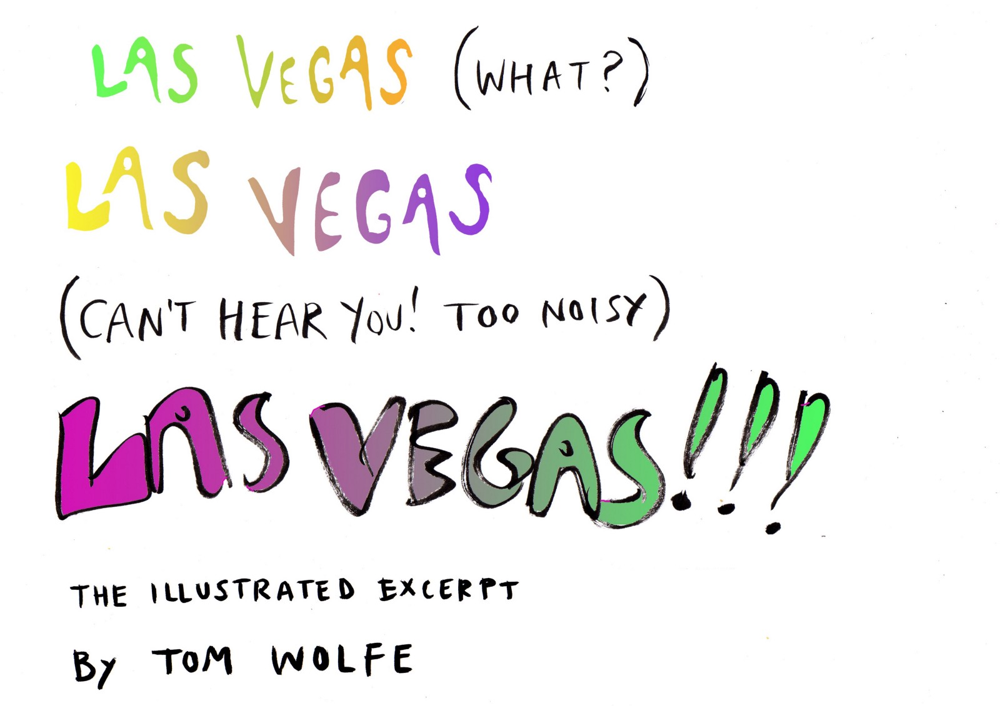 LAS VEGAS (WHAT?)
LAS VEGAS
(CAN'T HEAR YOU! TOO NOISY)
LAS VEGAS!!!
THE ILLUSTRATED EXCERPT
By TOM WOLFE